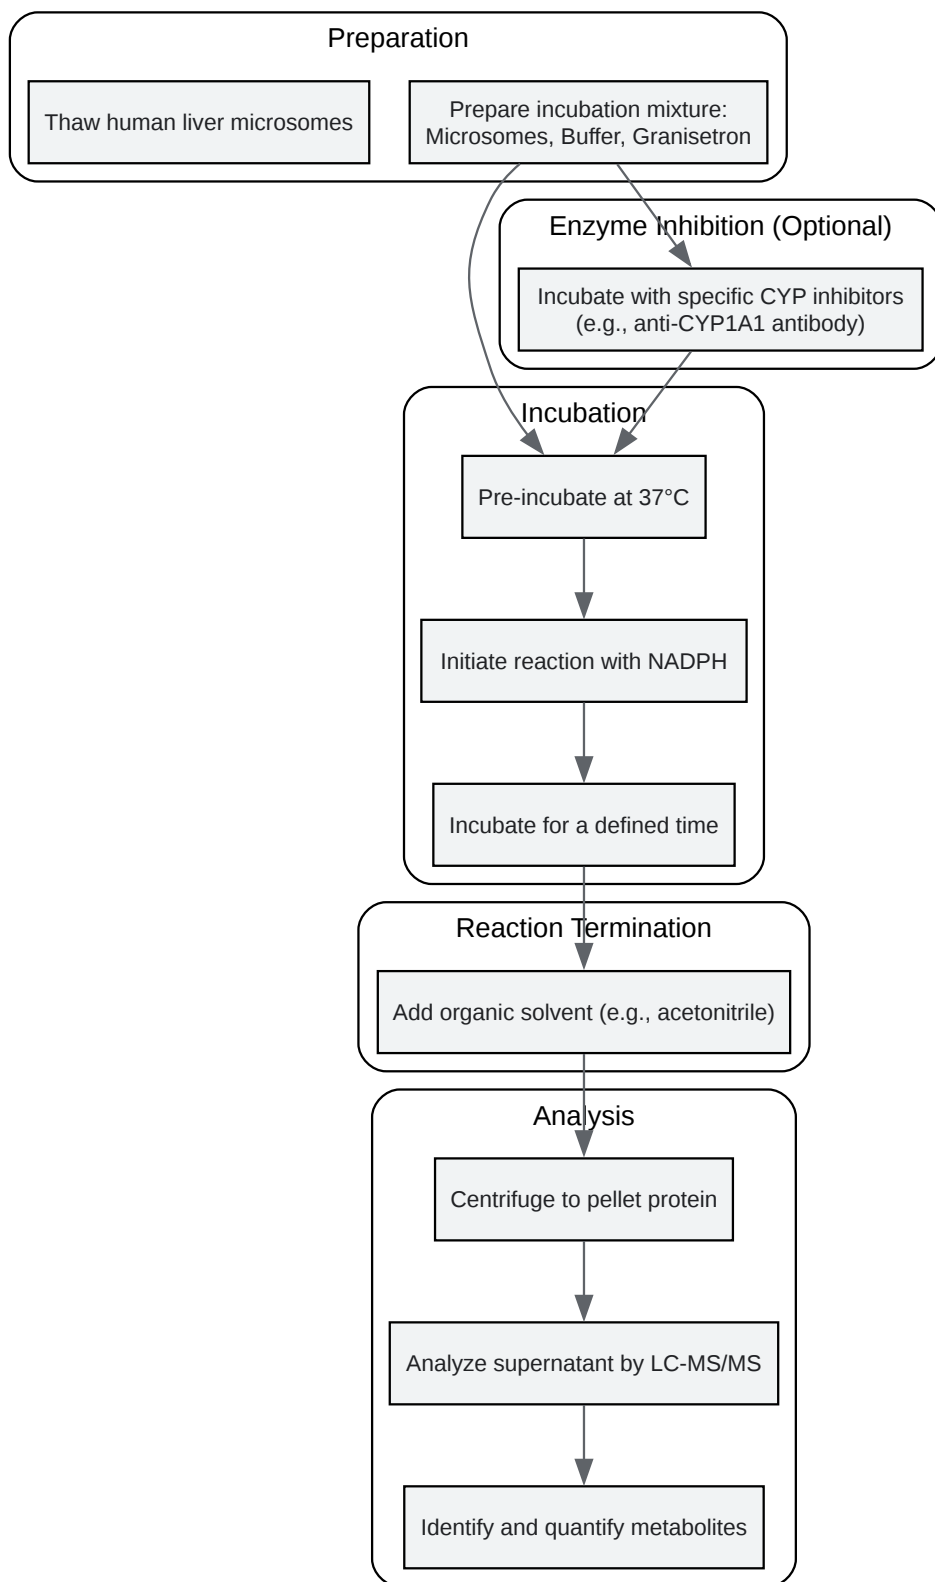 Preparation
Thaw human liver microsomes
Prepare incubation mixture:
Microsomes, Buffer, Granisetron
Enzyme Inhibition (Optional)
Incubate with specific CYP inhibitors
(e.g., anti-CYP1A1 antibody)
Incubation
Pre-incubate at 37°C
Initiate reaction with NADPH
Incubate for a defined time
Reaction Termination
Add organic solvent (e.g., acetonitrile)
Analysis
Centrifuge to pellet protein
Analyze supernatant by LC-MS/MS
Identify and quantify metabolites